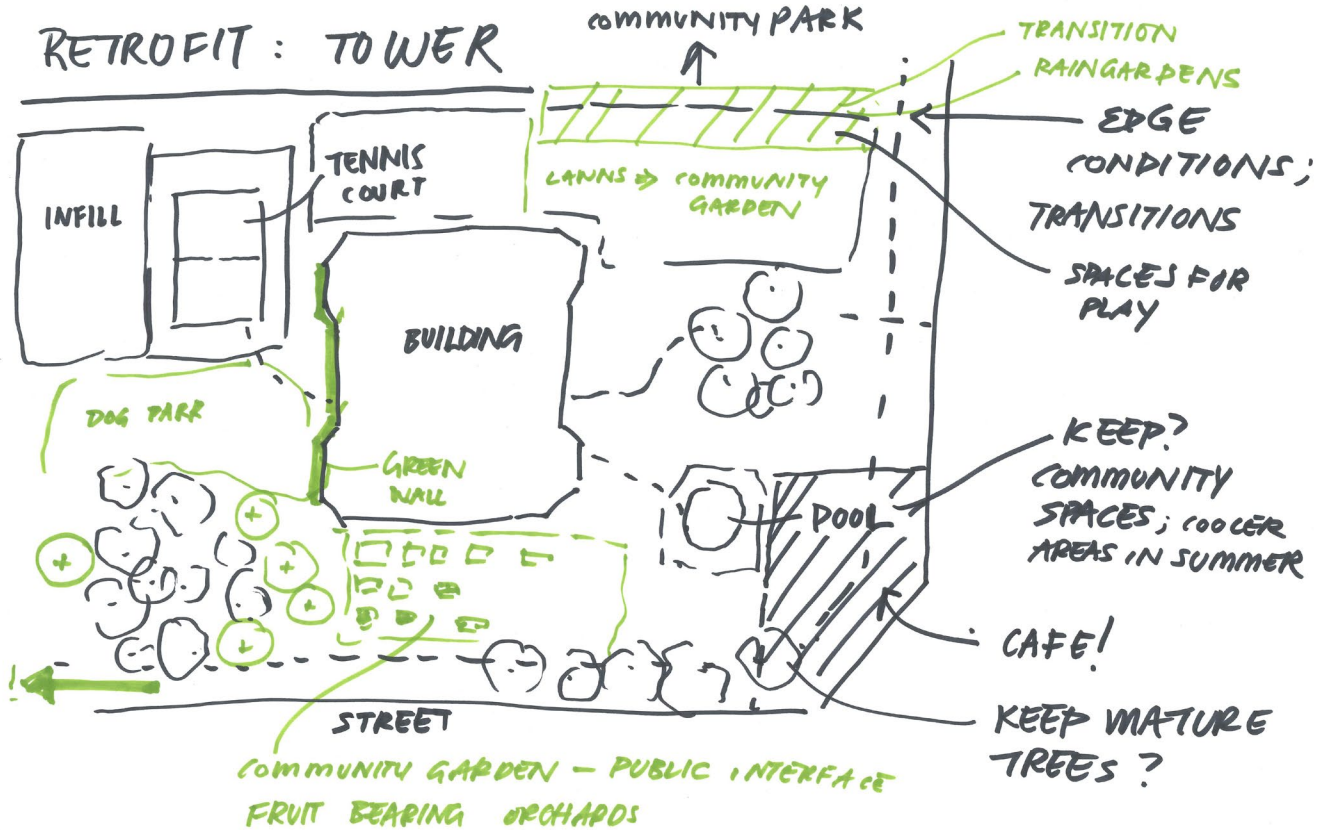 RETROFIT: TOWER
COMMUNITY PARK
TRANSITION
RAINGARDENS
EDGE
CONDITIONS;
TRANSITIONS
SPACES FOR
PLAY
TENNIS
COURT
INFILL
LAWNS ⇒ COMMUNITY
GARDEN
BUILDING
DOG PARK
GREEN
WALL
POOL
KEEP?
COMMUNITY
SPACES; COOLER
AREAS IN SUMMER
CAFE!
KEEP MATURE
TREES?
!
STREET
COMMUNITY GARDEN – PUBLIC INTERFACE
FRUIT BEARING ORCHARDS